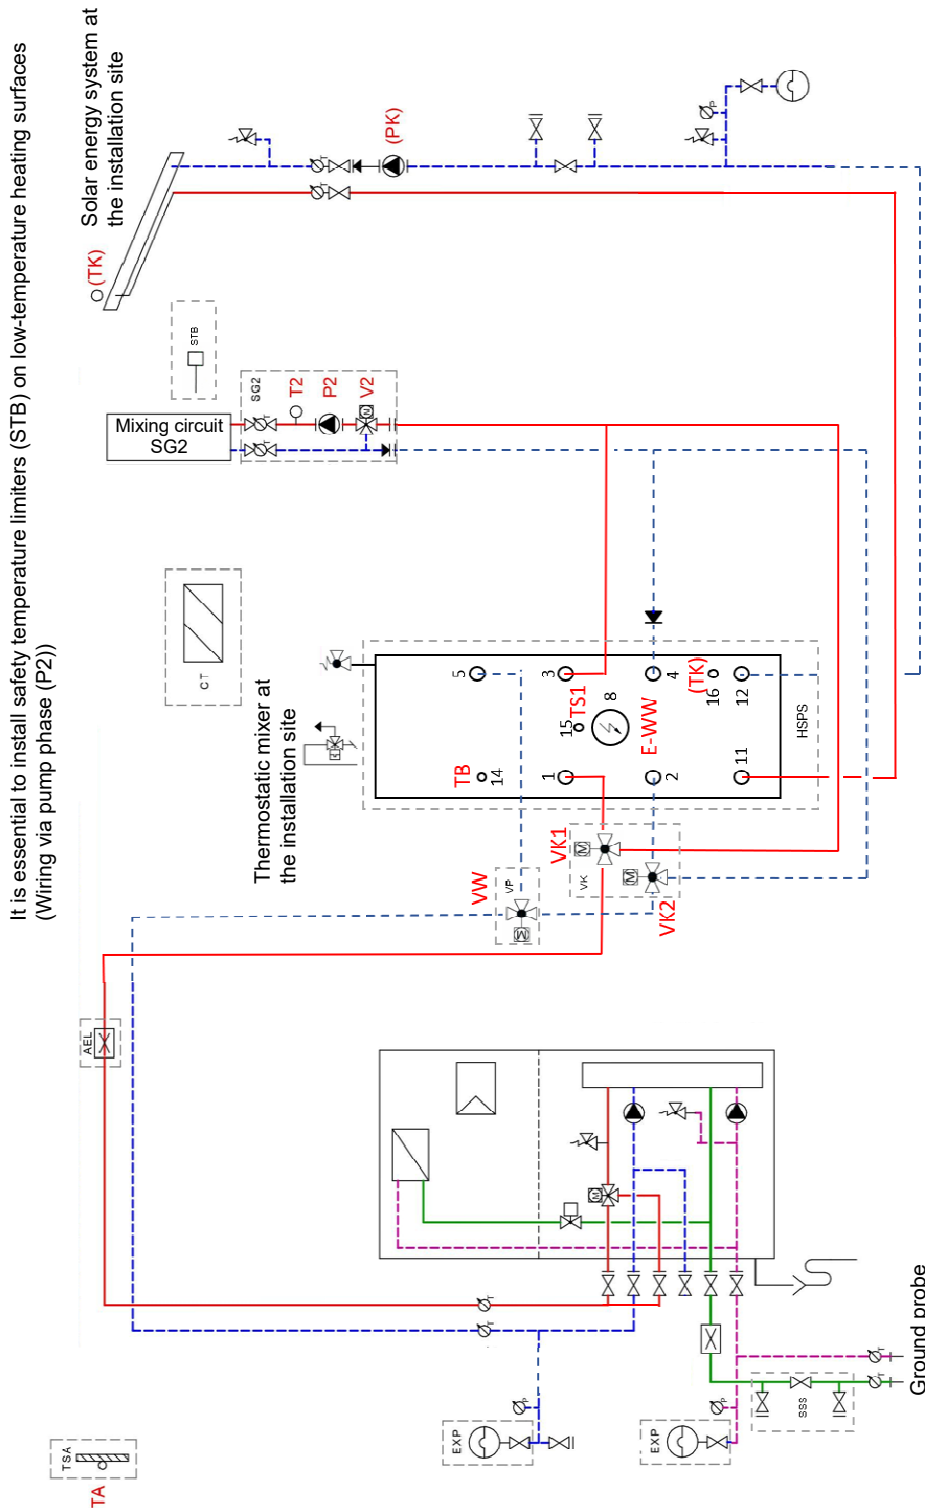 It is essential to install safety temperature limiters (STB) on low-temperature heating surfaces
(Wiring via pump phase (P2))
Solar energy system at
the installation site
(TK)
(PK)
P
T
T
STB
Mixing circuit
SG2
SG2
T
T
T2
P2
V2
M
CT
Thermostatic mixer at
the installation site
5
3
4
(TK)
16
12
TS1
15
8
E-WW
HSPS
TB
14
1
2
11
VK1
M
M
VK
VK2
VW
VF
M
AEL
M
T
T
P
P
EXP
EXP
TSA
TA
SSS
T
T
Ground probe